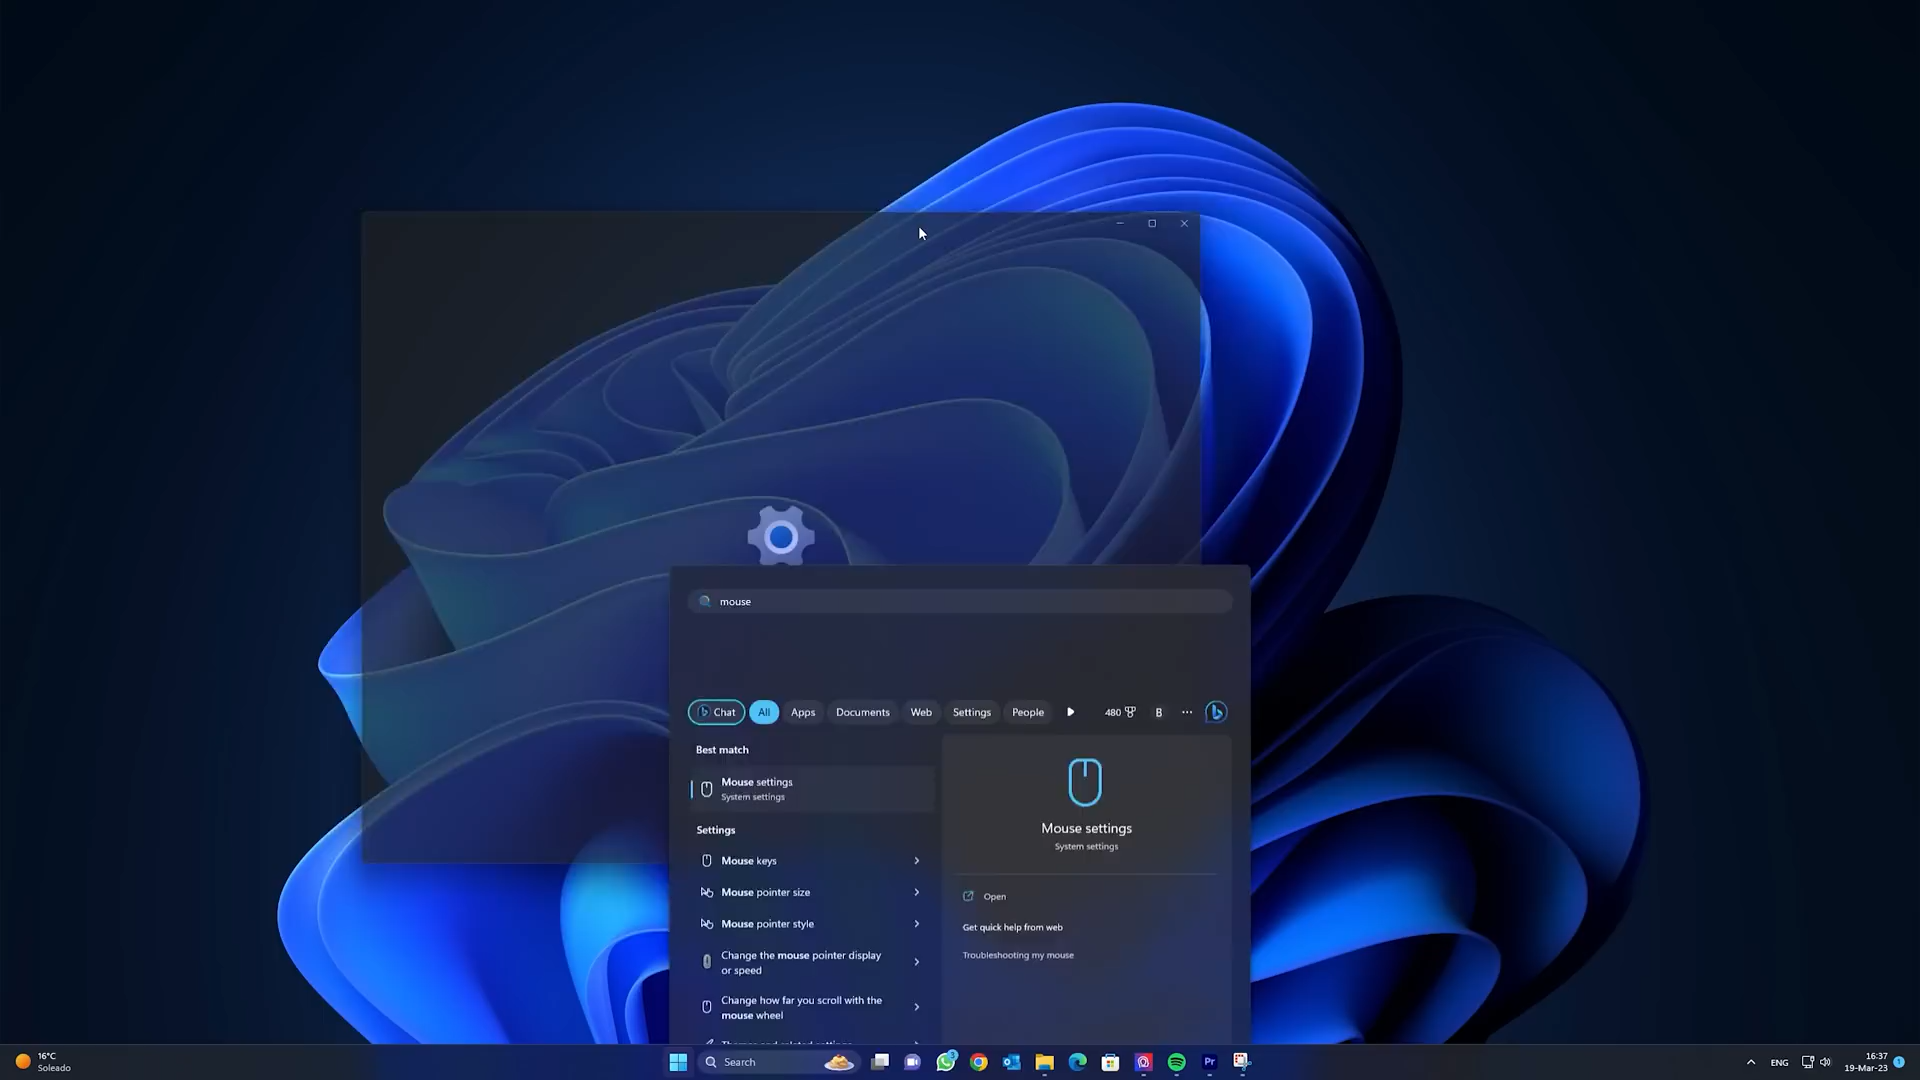 mouse
Chat All Apps Documents Web Settings People 480 B
Best match
Mouse settings
System settings
Settings
Mouse keys
Mouse pointer size
Mouse pointer style
Change the mouse pointer display
or speed
Change how far you scroll with the
mouse wheel
Mouse settings
System settings
Open
Get quick help from web
Troubleshooting my mouse
16°C
Soleado
Search
3
Pr
ENG
16:37
19-Mar-23
1